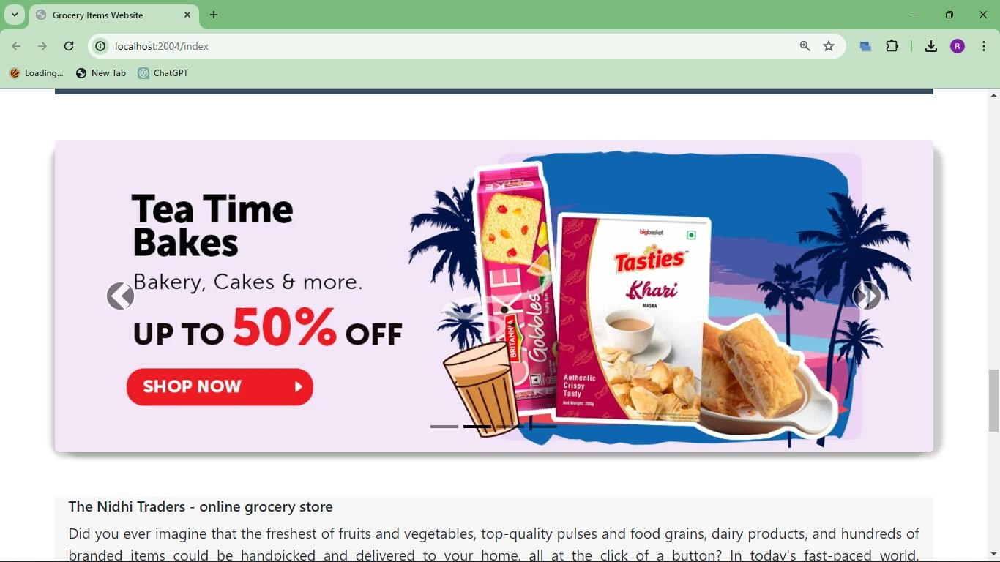 Grocery Items Website
localhost:2004/index
R
Loading...
New Tab
ChatGPT
Tea Time
Bakes
Bakery, Cakes & more.
UP TO 50% OFF
SHOP NOW
BRITANNIA
Gobbles
fruity fun
bigbasket
Tasties
Khari
MASKA
Authentic
Crispy
Tasty
Net Weight: 200g
The Nidhi Traders - online grocery store
Did you ever imagine that the freshest of fruits and vegetables, top-quality pulses and food grains, dairy products, and hundreds of
branded items could be handpicked and delivered to your home, all at the click of a button? In today's fast-paced world,